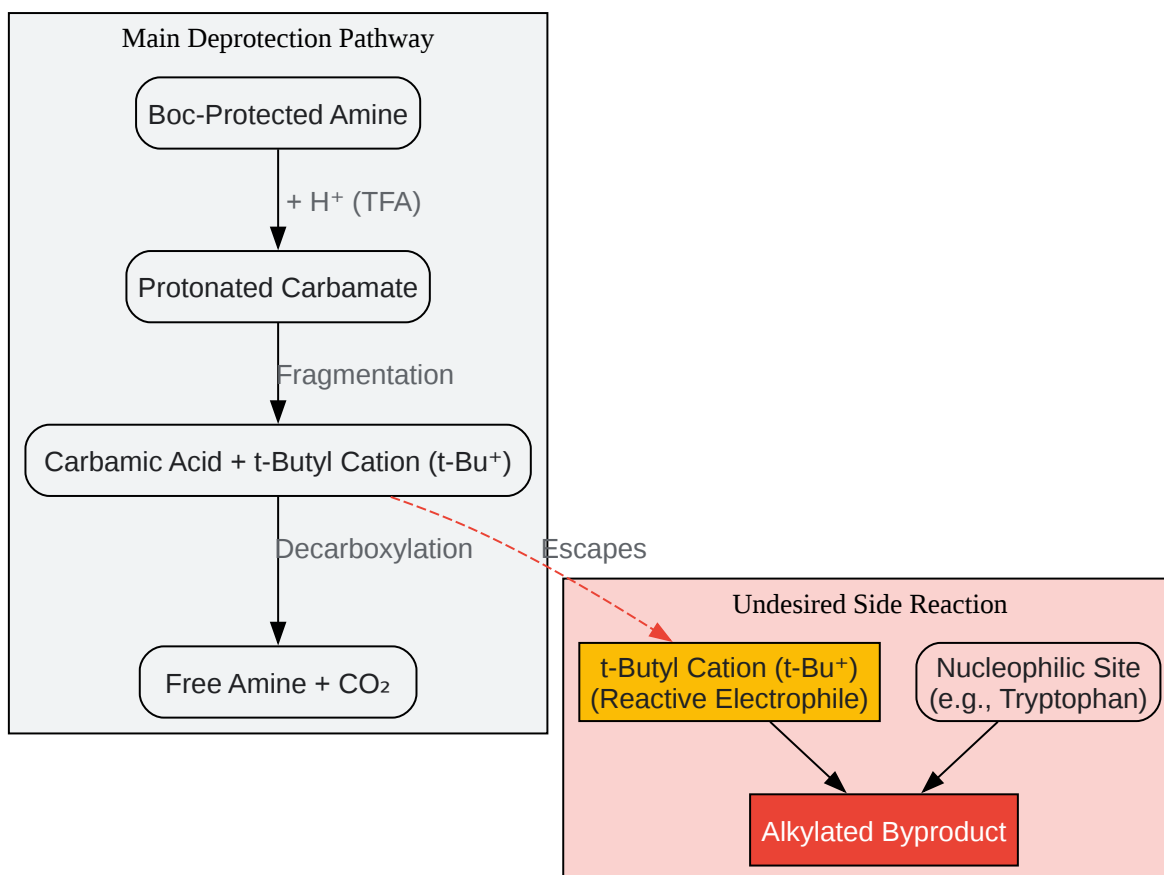 Main Deprotection Pathway
Boc-Protected Amine
+ H⁺ (TFA)
Protonated Carbamate
Fragmentation
Carbamic Acid + t-Butyl Cation (t-Bu⁺)
Decarboxylation
Escapes
Free Amine + CO₂
Undesired Side Reaction
t-Butyl Cation (t-Bu⁺)
(Reactive Electrophile)
Nucleophilic Site
(e.g., Tryptophan)
Alkylated Byproduct